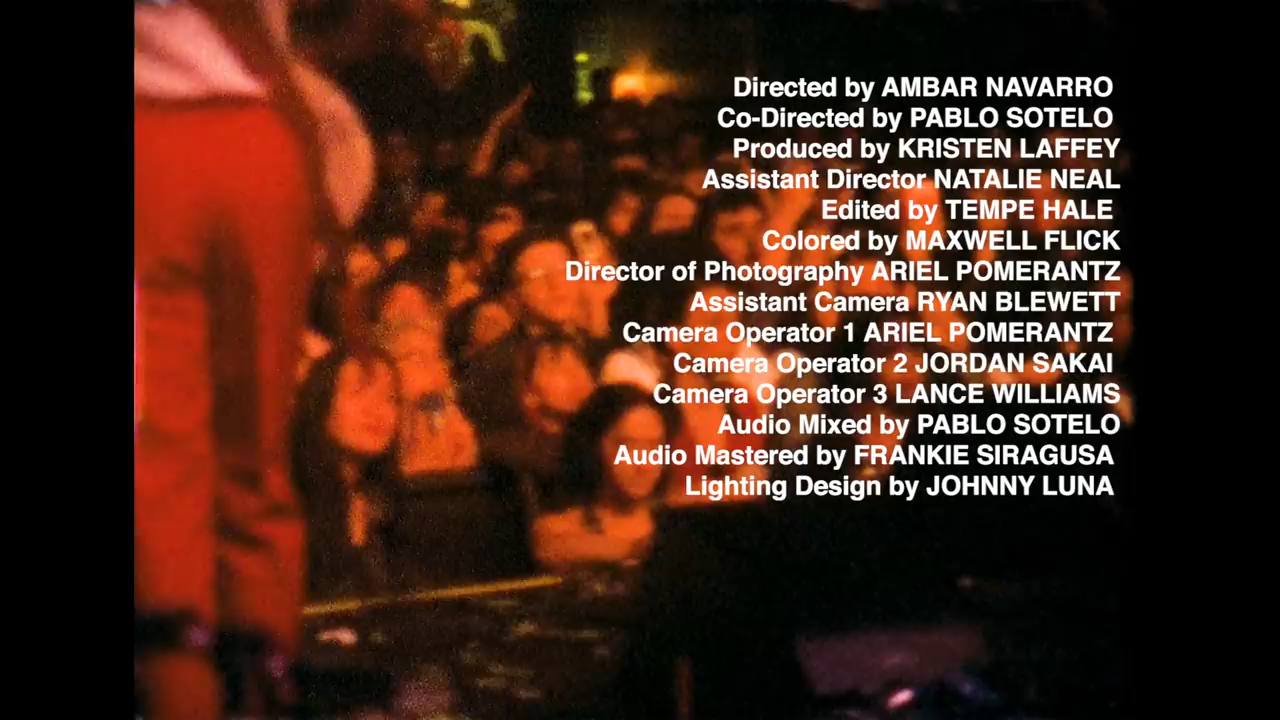 Directed by AMBAR NAVARRO
Co-Directed by PABLO SOTELO
Produced by KRISTEN LAFFEY
Assistant Director NATALIE NEAL
Edited by TEMPE HALE
Colored by MAXWELL FLICK
Director of Photography ARIEL POMERANTZ
Assistant Camera RYAN BLEWETT
Camera Operator 1 ARIEL POMERANTZ
Camera Operator 2 JORDAN SAKAI
Camera Operator 3 LANCE WILLIAMS
Audio Mixed by PABLO SOTELO
Audio Mastered by FRANKIE SIRAGUSA
Lighting Design by JOHNNY LUNA